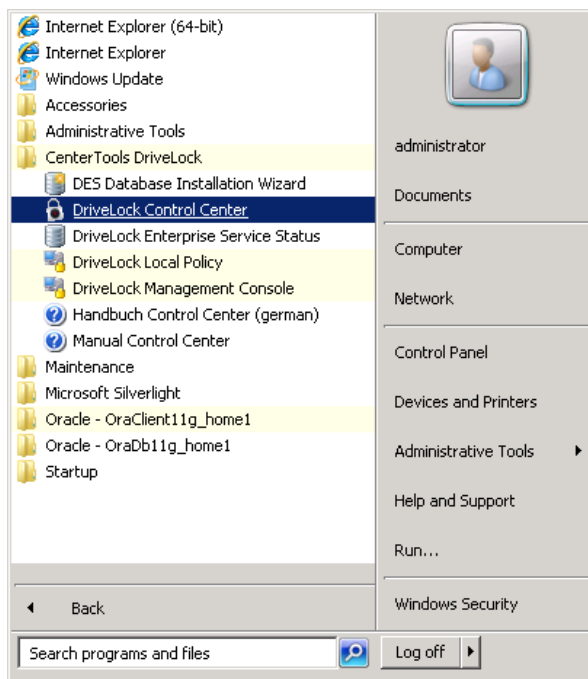 Internet Explorer (64-bit)
Internet Explorer
Windows Update
Accessories
Administrative Tools
CenterTools DriveLock
DES Database Installation Wizard
DriveLock Control Center
DriveLock Enterprise Service Status
DriveLock Local Policy
DriveLock Management Console
Handbuch Control Center (german)
Manual Control Center
Maintenance
Microsoft Silverlight
Oracle - OraClient11g_home1
Oracle - OraDb11g_home1
Startup
Back
Search programs and files
administrator
Documents
Computer
Network
Control Panel
Devices and Printers
Administrative Tools
Help and Support
Run...
Windows Security
Log off